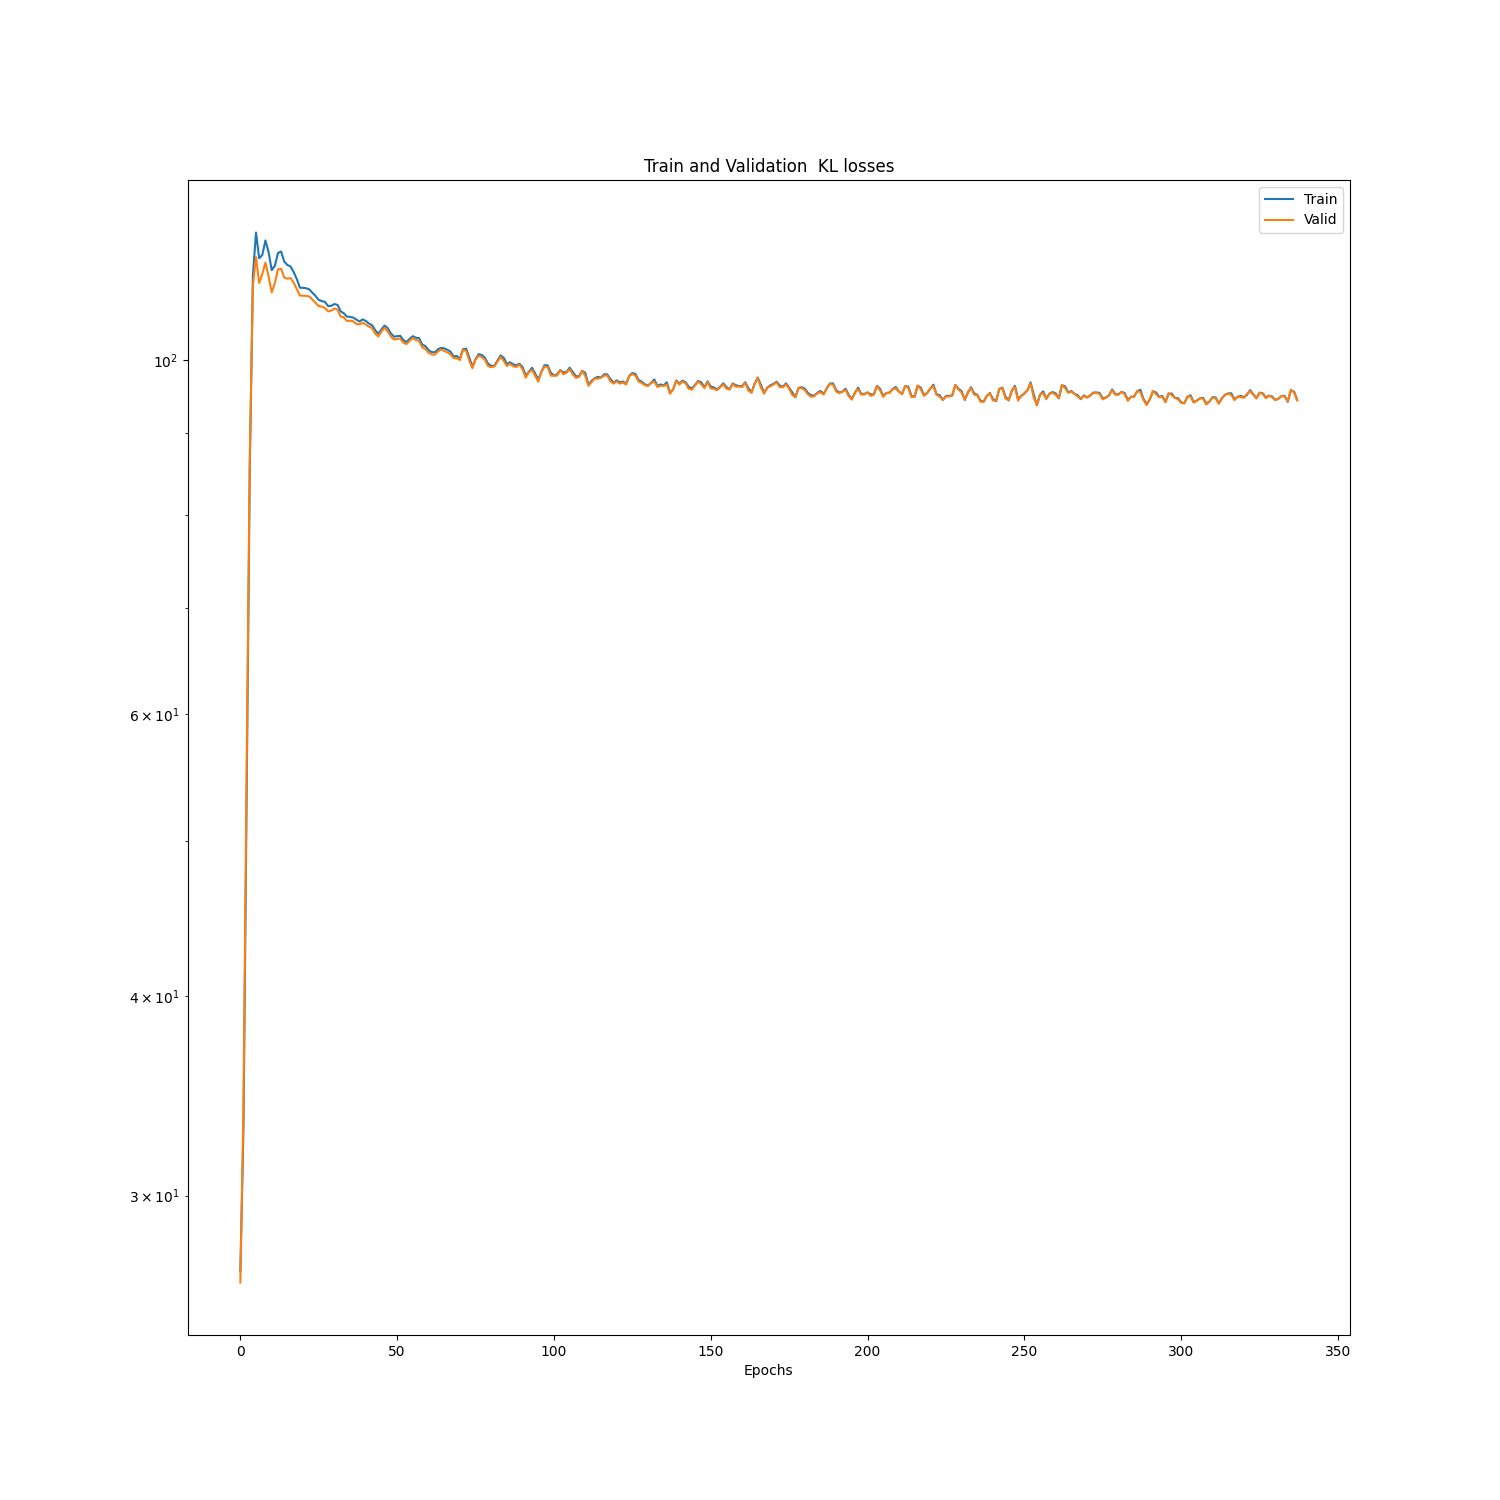 Train and Validation  KL losses
Train
Valid
10²
6 × 10¹
4 × 10¹
3 × 10¹
0 50 100 150 200 250 300 350
Epochs